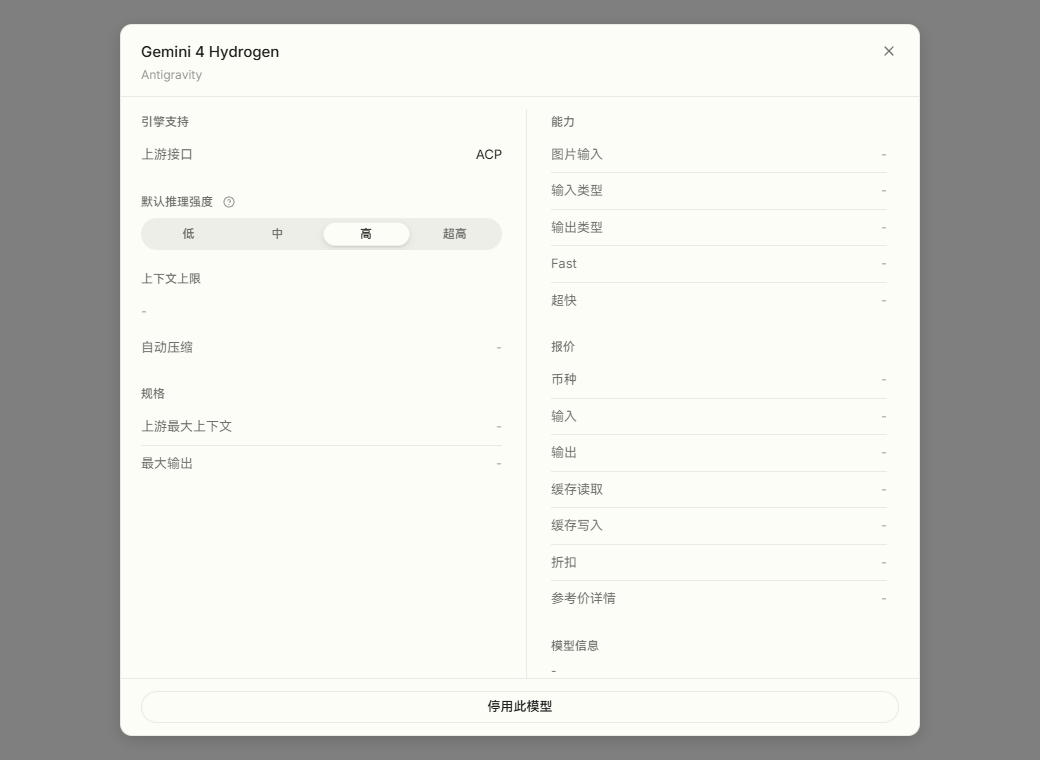 Gemini 4 Hydrogen
Antigravity
引擎支持
上游接口 ACP
默认推理强度
低 中 高 超高
上下文上限
-
自动压缩 -
规格
上游最大上下文 -
最大输出 -
能力
图片输入 -
输入类型 -
输出类型 -
Fast -
超快 -
报价
币种 -
输入 -
输出 -
缓存读取 -
缓存写入 -
折扣 -
参考价详情 -
模型信息
-
停用此模型